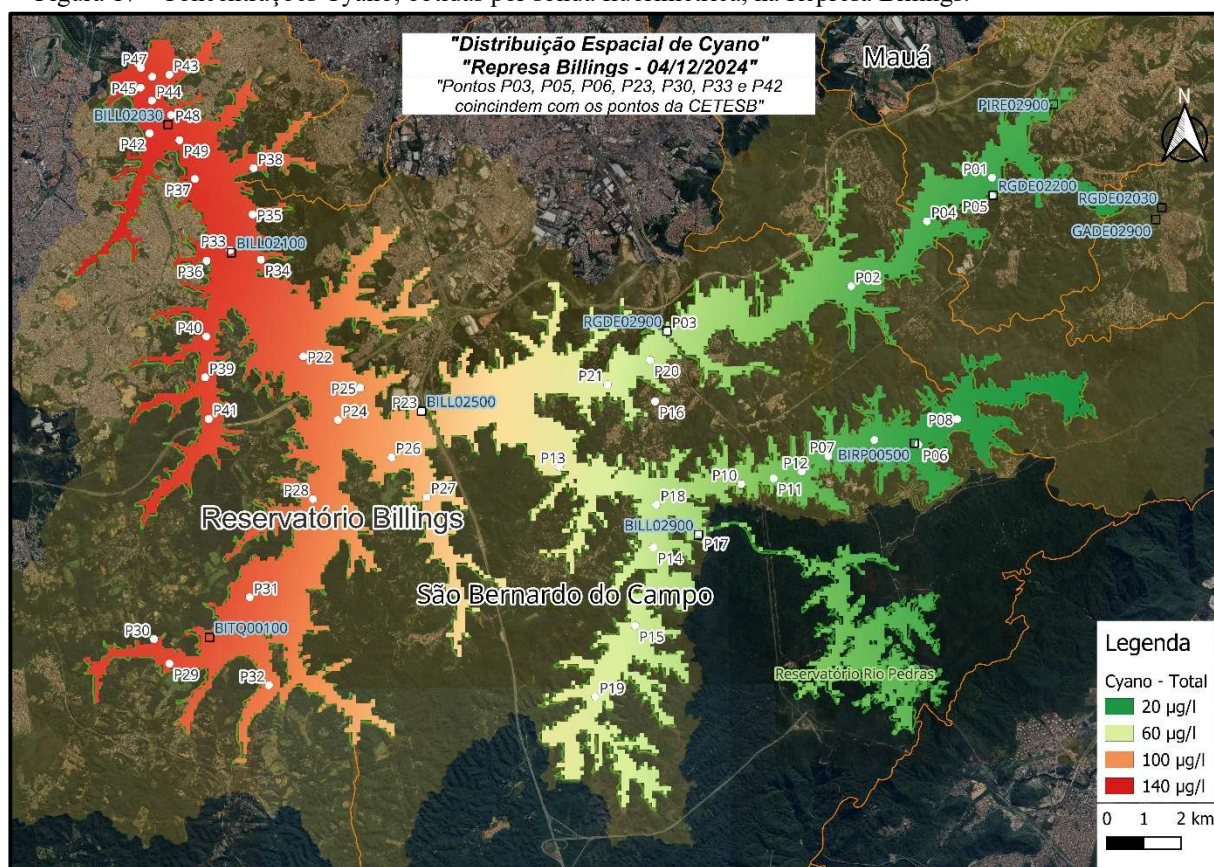 Figura 17 - Concentrações Cyano, obtidas por sonda fluorimétrica, na Represa Billings.
"Distribuição Espacial de Cyano"
"Represa Billings - 04/12/2024"
"Pontos P03, P05, P06, P23, P30, P33 e P42
coincidem com os pontos da CETESB"
Mauá
N
P47
P43
P45
P44
BILL02030
P48
P42
P49
P38
P37
P35
P33
BILL02100
P36
P34
PIRE02900
P01
RGDE02200
P05
P04
RGDE02030
GADE02900
P02
RGDE02900
P03
P40
P22
P39
P25
P41
P24
P23
BILL02500
P21
P20
P16
P26
P13
P27
P28
P08
P07
BIRP00500
P06
P12
P10
P11
P18
BILL02900
P17
P14
Reservatório Billings
São Bernardo do Campo
P31
P15
P30
BITQ00100
P29
P32
P19
Reservatório Rio Pedras
Legenda
Cyano - Total
20 µg/l
60 µg/l
100 µg/l
140 µg/l
0 1 2 km